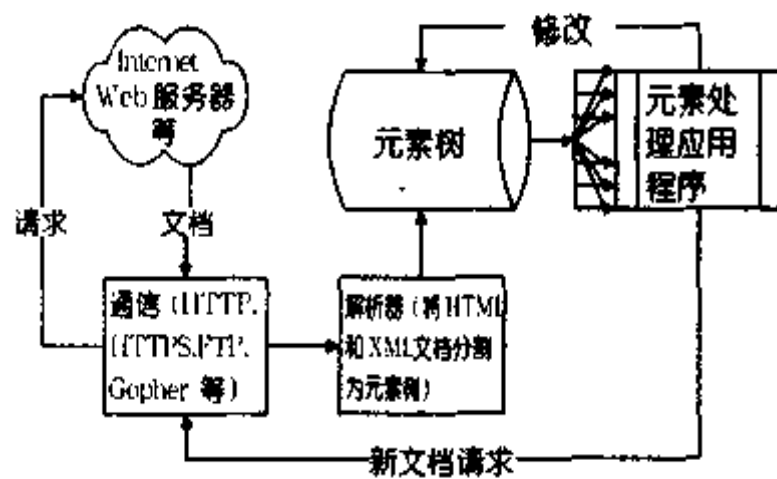 修改
Internet
Web 服务器
等
元素树
元素处
理应用
程序
请求
文档
通信 (HTTP,
HTTPS,FTP,
Gopher 等)
解析器 (将 HTML
和 XML 文档分割
为元素树)
新文档请求